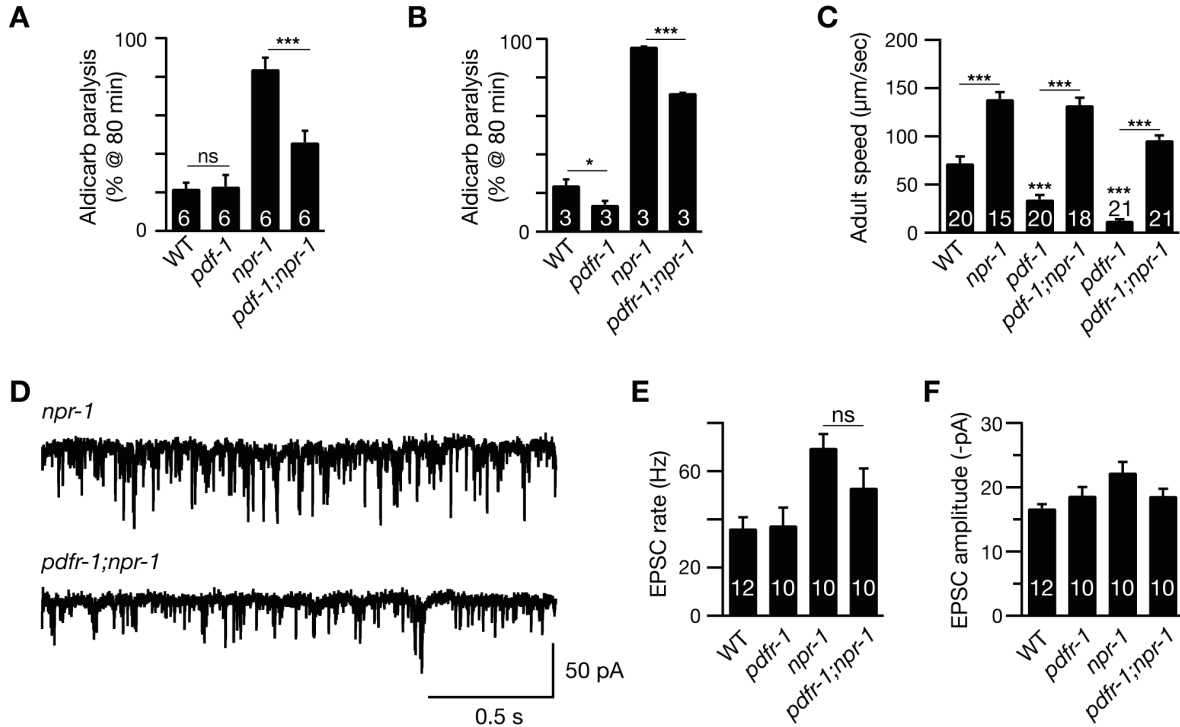 A
Aldicarb paralysis
(% @ 80 min)
100
0
ns
***
6
6
6
6
WT
pdf-1
npr-1
pdf-1;npr-1
B
Aldicarb paralysis
(% @ 80 min)
100
0
*
***
3
3
3
3
WT
pdfr-1
npr-1
pdfr-1;npr-1
C
Adult speed (µm/sec)
200
150
100
50
0
***
***
***
***
***
20
15
20
18
21
21
WT
npr-1
pdf-1
pdf-1;npr-1
pdfr-1
pdfr-1;npr-1
D
npr-1
pdfr-1;npr-1
50 pA
0.5 s
E
EPSC rate (Hz)
60
20
0
ns
12
10
10
10
WT
pdfr-1
npr-1
pdfr-1;npr-1
F
EPSC amplitude (-pA)
30
20
10
0
12
10
10
10
WT
pdfr-1
npr-1
pdfr-1;npr-1